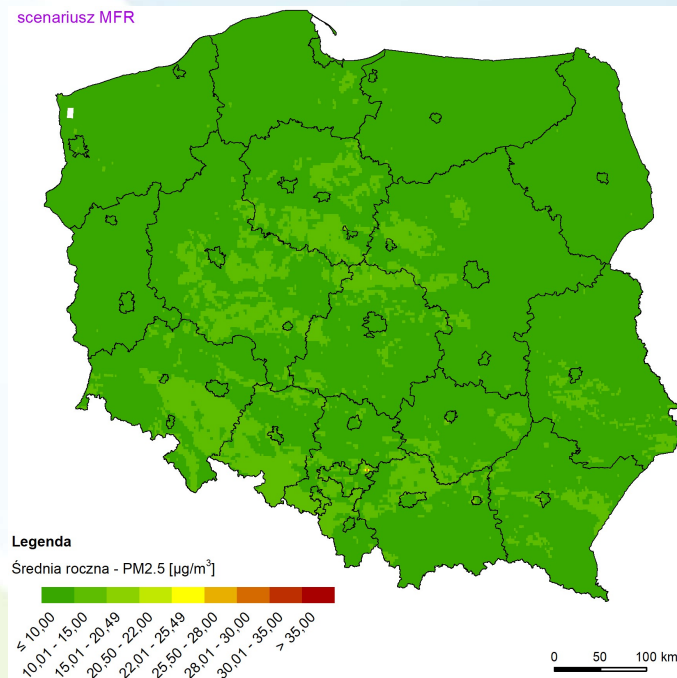 scenariusz MFR
Legenda
Średnia roczna - PM2.5 [µg/m³]
≤ 10,00
10,01 - 15,00
15,01 - 20,49
20,50 - 22,00
22,01 - 25,49
25,50 - 28,00
28,01 - 30,00
30,01 - 35,00
> 35,00
0 50 100 km